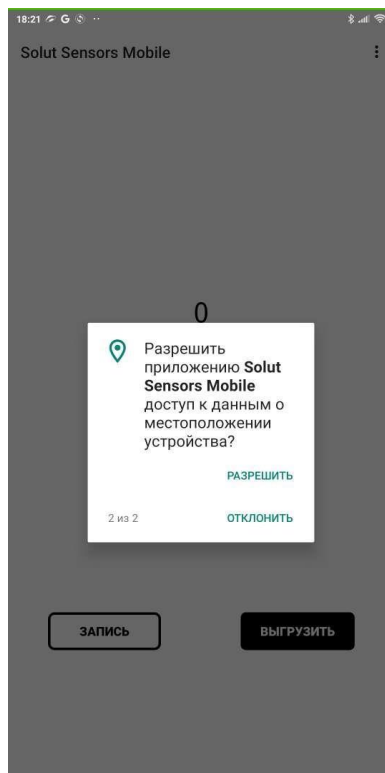 18:21 G
Solut Sensors Mobile
0
Разрешить
приложению Solut
Sensors Mobile
доступ к данным о
местоположении
устройства?
РАЗРЕШИТЬ
2 из 2 ОТКЛОНИТЬ
ЗАПИСЬ ВЫГРУЗИТЬ